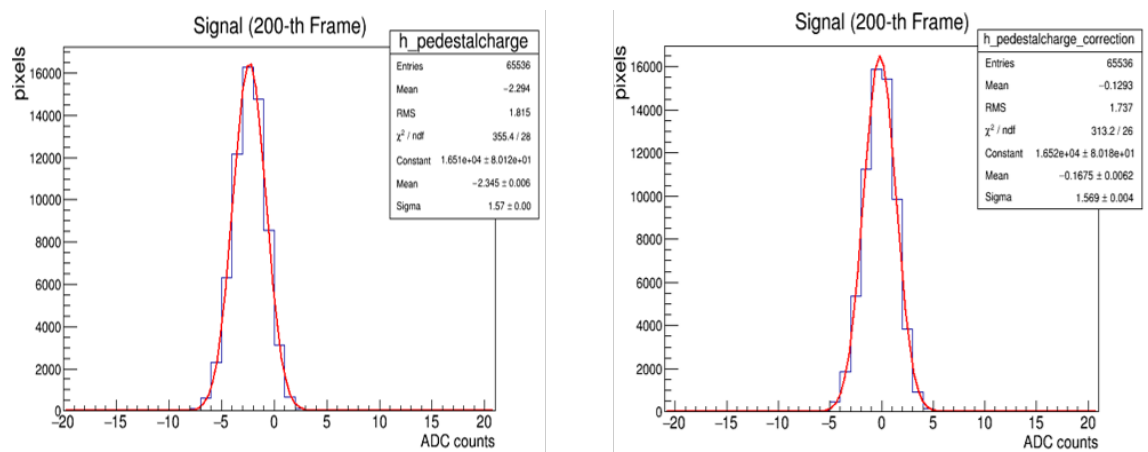 Signal (200-th Frame)
h_pedestalcharge
Entries 65536
Mean −2.294
RMS 1.815
χ² / ndf 355.4 / 28
Constant 1.651e+04 ± 8.012e+01
Mean −2.345 ± 0.006
Sigma 1.57 ± 0.00
pixels
16000
14000
12000
10000
8000
6000
4000
2000
0
−20 −15 −10 −5 0 5 10 15 20
ADC counts
Signal (200-th Frame)
h_pedestalcharge_correction
Entries 65536
Mean −0.1293
RMS 1.737
χ² / ndf 313.2 / 26
Constant 1.652e+04 ± 8.018e+01
Mean −0.1675 ± 0.0062
Sigma 1.569 ± 0.004
pixels
16000
14000
12000
10000
8000
6000
4000
2000
0
−20 −15 −10 −5 0 5 10 15 20
ADC counts